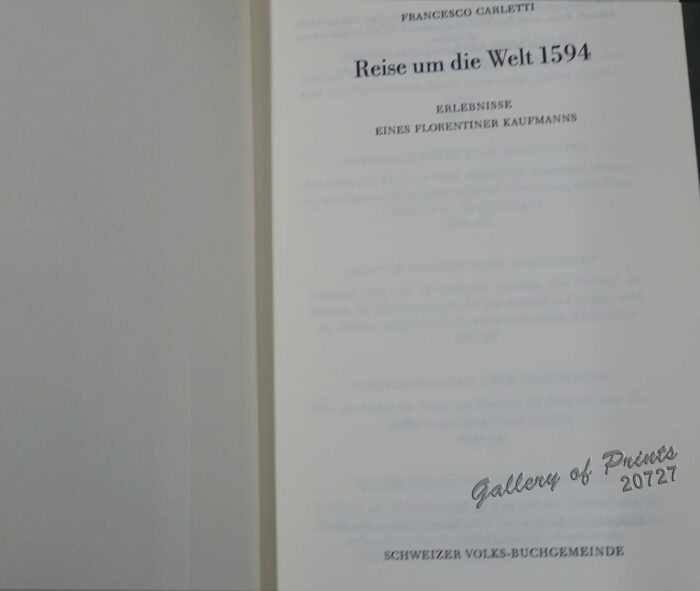 FRANCESCO CARLETTI
Reise um die Welt 1594
ERLEBNISSE
EINES FLORENTINER KAUFMANNS
Gallery of Prints
20727
SCHWEIZER VOLKS-BUCHGEMEINDE